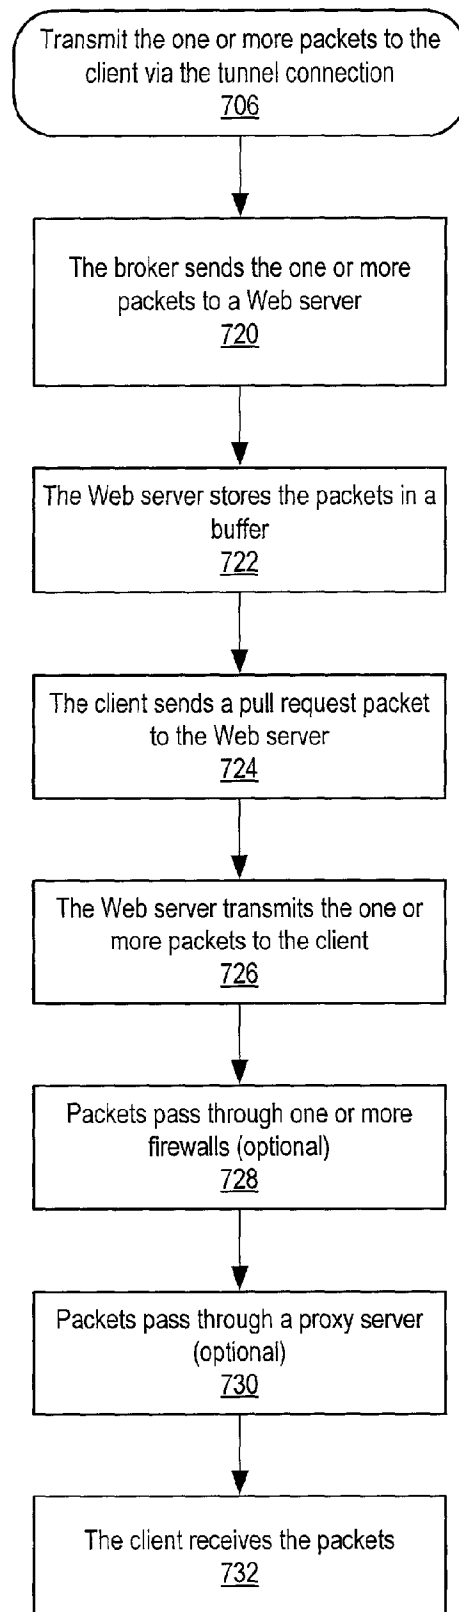 Transmit the one or more packets to the
client via the tunnel connection
706
The broker sends the one or more
packets to a Web server
720
The Web server stores the packets in a
buffer
722
The client sends a pull request packet
to the Web server
724
The Web server transmits the one or
more packets to the client
726
Packets pass through one or more
firewalls (optional)
728
Packets pass through a proxy server
(optional)
730
The client receives the packets
732